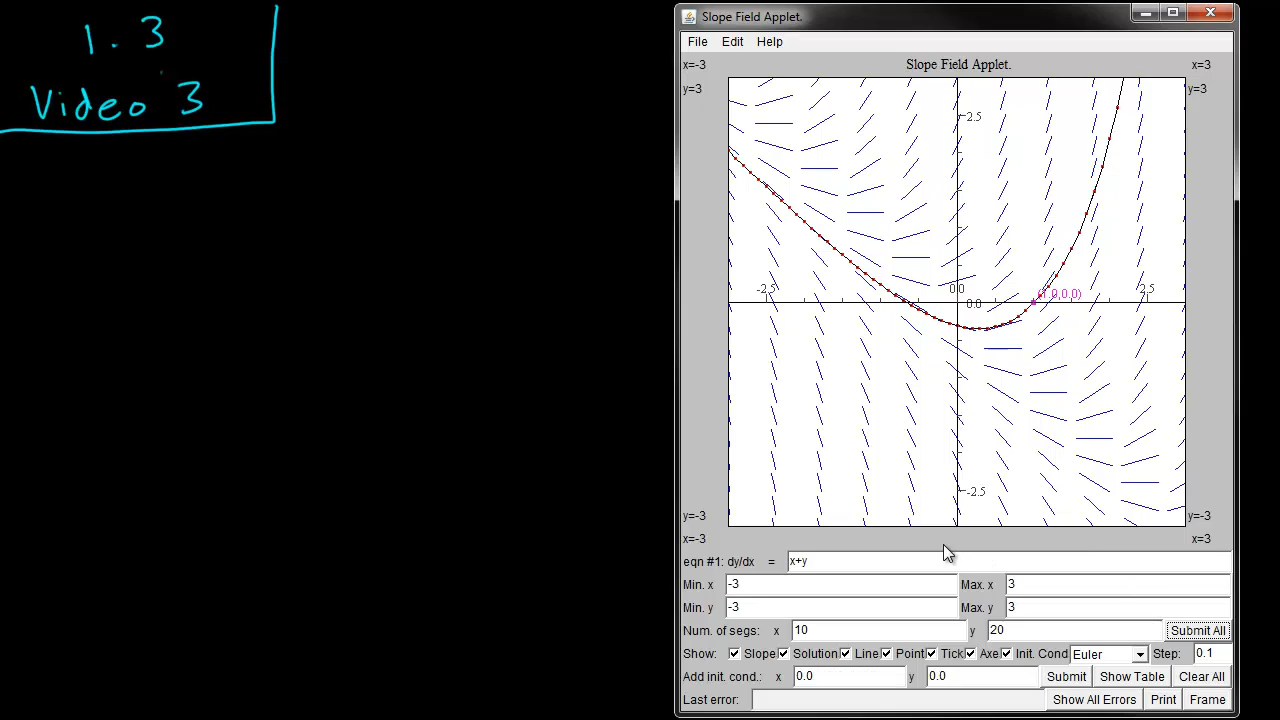 1.3
Video 3
Slope Field Applet.
File Edit Help
x=-3 Slope Field Applet. x=3
y=3 y=3
2.5
-2.5 0.0 (1.0,0.0) 2.5
0.0
-2.5
y=-3 y=-3
x=-3 x=3
eqn #1: dy/dx = x+y
Min. x -3 Max. x 3
Min. y -3 Max. y 3
Num. of segs: x 10 y 20 Submit All
Show: Slope Solution Line Point Tick Axe Init. Cond Euler Step: 0.1
Add init. cond.: x 0.0 y 0.0 Submit Show Table Clear All
Last error: Show All Errors Print Frame